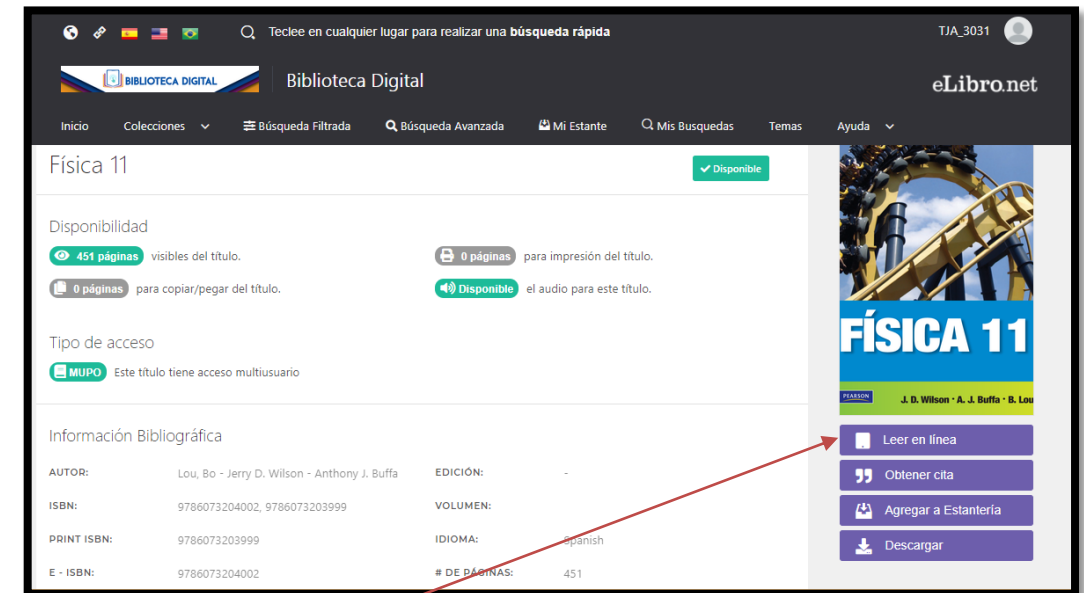 Teclee en cualquier lugar para realizar una búsqueda rápida
TJA_3031
BIBLIOTECA DIGITAL
Biblioteca Digital
eLibro.net
Inicio Colecciones Búsqueda Filtrada Búsqueda Avanzada Mi Estante Mis Busquedas Temas Ayuda
Física 11
Disponible
Disponibilidad
451 páginas visibles del título.
0 páginas para impresión del título.
0 páginas para copiar/pegar del título.
Disponible el audio para este título.
Tipo de acceso
MUPO Este título tiene acceso multiusuario
Información Bibliográfica
AUTOR: Lou, Bo - Jerry D. Wilson - Anthony J. Buffa
EDICIÓN: -
ISBN: 9786073204002, 9786073203999
VOLUMEN:
PRINT ISBN: 9786073203999
IDIOMA: Spanish
E - ISBN: 9786073204002
# DE PÁGINAS: 451
FÍSICA 11
PEARSON
J. D. Wilson · A. J. Buffa · B. Lou
Leer en línea
Obtener cita
Agregar a Estantería
Descargar